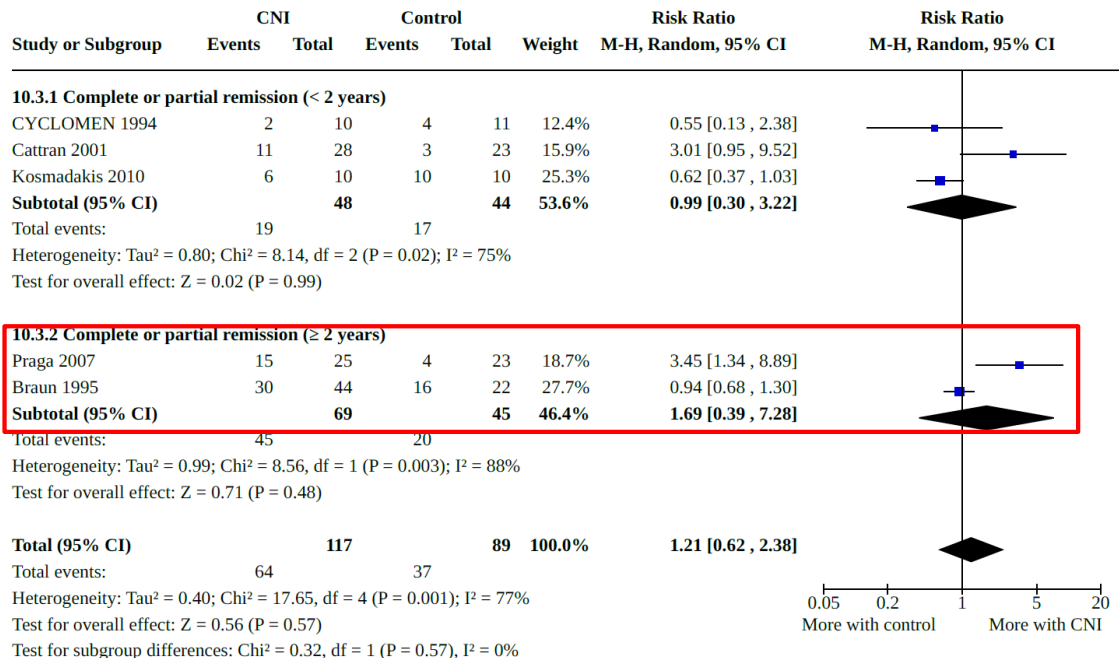 CNI Control Risk Ratio Risk Ratio
Study or Subgroup Events Total Events Total Weight M-H, Random, 95% CI M-H, Random, 95% CI
10.3.1 Complete or partial remission (< 2 years)
CYCLOMEN 1994 2 10 4 11 12.4% 0.55 [0.13 , 2.38]
Cattran 2001 11 28 3 23 15.9% 3.01 [0.95 , 9.52]
Kosmadakis 2010 6 10 10 10 25.3% 0.62 [0.37 , 1.03]
Subtotal (95% CI) 48 44 53.6% 0.99 [0.30 , 3.22]
Total events: 19 17
Heterogeneity: Tau² = 0.80; Chi² = 8.14, df = 2 (P = 0.02); I² = 75%
Test for overall effect: Z = 0.02 (P = 0.99)
10.3.2 Complete or partial remission (≥ 2 years)
Praga 2007 15 25 4 23 18.7% 3.45 [1.34 , 8.89]
Braun 1995 30 44 16 22 27.7% 0.94 [0.68 , 1.30]
Subtotal (95% CI) 69 45 46.4% 1.69 [0.39 , 7.28]
Total events: 45 20
Heterogeneity: Tau² = 0.99; Chi² = 8.56, df = 1 (P = 0.003); I² = 88%
Test for overall effect: Z = 0.71 (P = 0.48)
Total (95% CI) 117 89 100.0% 1.21 [0.62 , 2.38]
Total events: 64 37
Heterogeneity: Tau² = 0.40; Chi² = 17.65, df = 4 (P = 0.001); I² = 77%
Test for overall effect: Z = 0.56 (P = 0.57)
Test for subgroup differences: Chi² = 0.32, df = 1 (P = 0.57), I² = 0%
0.05 0.2 1 5 20
More with control More with CNI